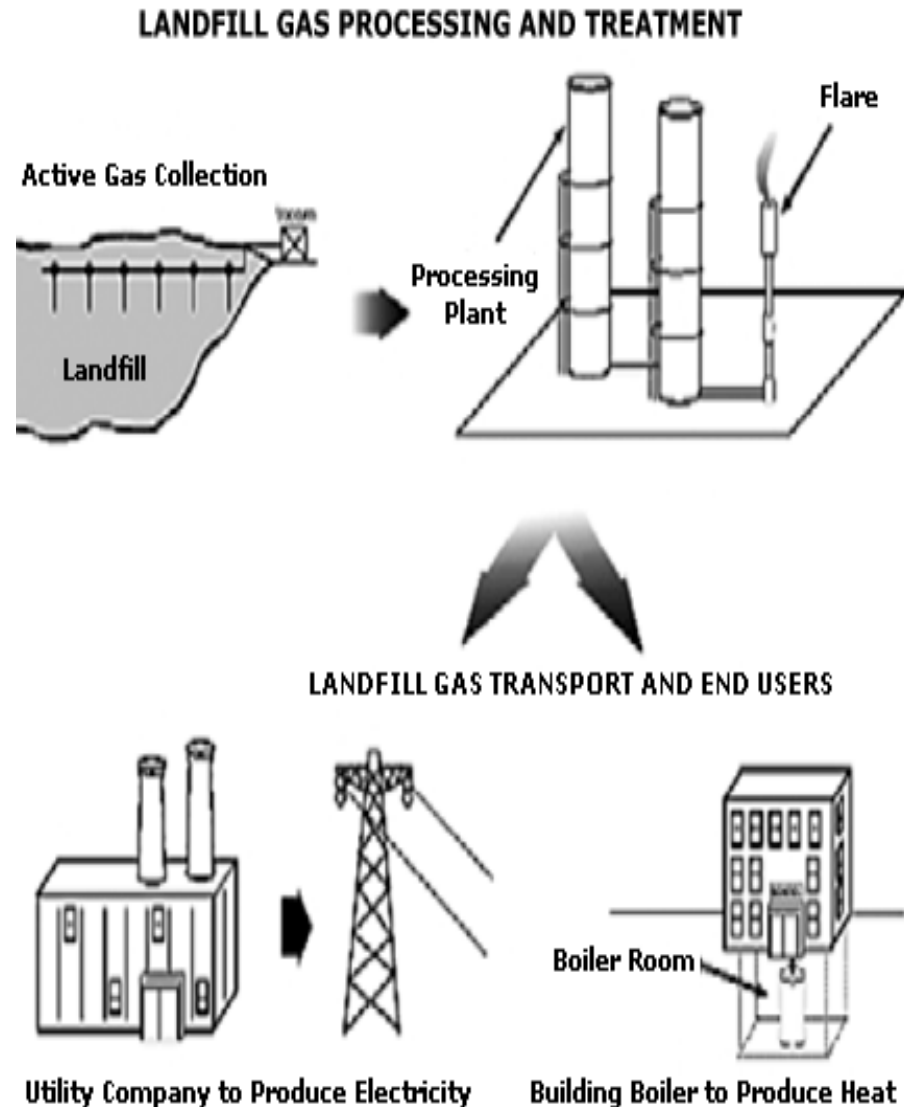 LANDFILL GAS PROCESSING AND TREATMENT
Flare
Active Gas Collection
Processing
Plant
Landfill
LANDFILL GAS TRANSPORT AND END USERS
Boiler Room
Utility Company to Produce Electricity
Building Boiler to Produce Heat